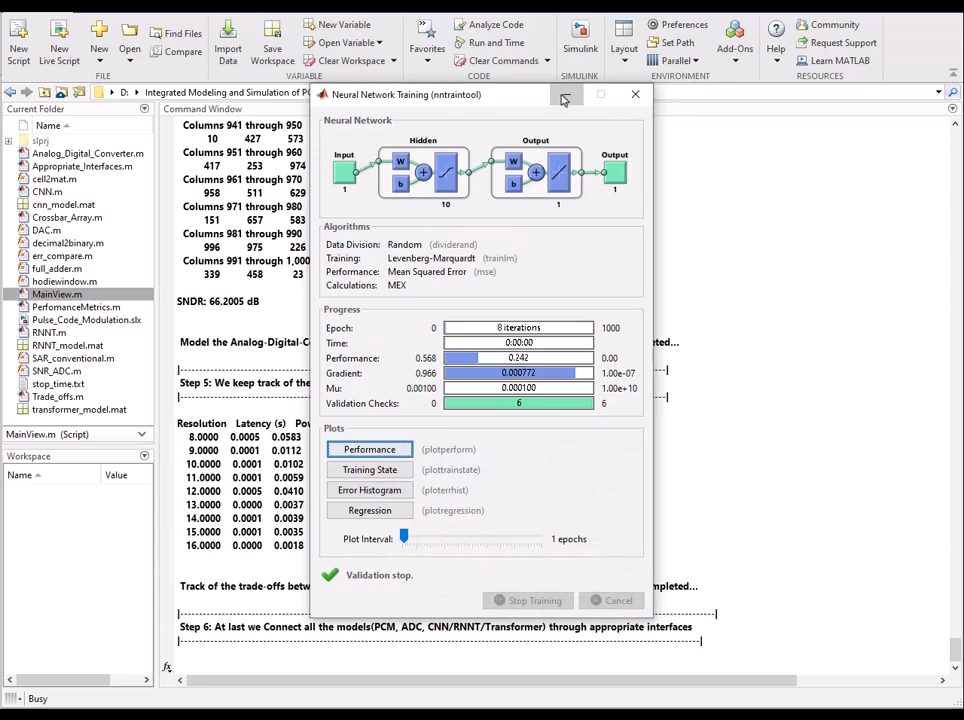 New Script
New Live Script
New
Open
Find Files
Compare
Import Data
Save Workspace
New Variable
Open Variable
Clear Workspace
Favorites
Analyze Code
Run and Time
Clear Commands
Simulink
Layout
Preferences
Set Path
Parallel
Add-Ons
Help
Community
Request Support
Learn MATLAB
FILE
VARIABLE
CODE
SIMULINK
ENVIRONMENT
RESOURCES
D:
Integrated Modeling and Simulation of PC
Current Folder
Name
slprj
Analog_Digital_Converter.m
Appropriate_Interfaces.m
cell2mat.m
CNN.m
cnn_model.mat
Crossbar_Array.m
DAC.m
decimal2binary.m
err_compare.m
full_adder.m
hodiewindow.m
MainView.m
PerfomanceMetrics.m
Pulse_Code_Modulation.slx
RNNT.m
RNNT_model.mat
SAR_conventional.m
SNR_ADC.m
stop_time.txt
Trade_offs.m
transformer_model.mat
MainView.m (Script)
Workspace
Name
Value
Busy
Command Window
Columns 941 through 950
10 427 573
Columns 951 through 960
417 253 974
Columns 961 through 970
958 511 629
Columns 971 through 980
151 657 583
Columns 981 through 990
996 975 226
Columns 991 through 1,000
339 458 23
SNDR: 66.2005 dB
Model the Analog-Digital-C
pleted...
Step 5: We keep track of the
Resolution Latency (s) Po
8.0000 0.0005 0.0583
9.0000 0.0001 0.0112
10.0000 0.0001 0.0102
11.0000 0.0001 0.0059
12.0000 0.0005 0.0410
13.0000 0.0000 0.0037
14.0000 0.0001 0.0039
15.0000 0.0001 0.0035
16.0000 0.0000 0.0018
Track of the trade-offs betw
ompleted...
Step 6: At last we Connect all the models(PCM, ADC, CNN/RNNT/Transformer) through appropriate interfaces
fx
Neural Network Training (nntraintool)
Neural Network
Hidden
Output
Input
W
b
W
b
Output
1
10
1
1
Algorithms
Data Division: Random (dividerand)
Training: Levenberg-Marquardt (trainlm)
Performance: Mean Squared Error (mse)
Calculations: MEX
Progress
Epoch: 0 8 iterations 1000
Time: 0:00:00
Performance: 0.568 0.242 0.00
Gradient: 0.966 0.000772 1.00e-07
Mu: 0.00100 0.000100 1.00e+10
Validation Checks: 0 6 6
Plots
Performance (plotperform)
Training State (plottrainstate)
Error Histogram (ploterrhist)
Regression (plotregression)
Plot Interval: 1 epochs
Validation stop.
Stop Training
Cancel